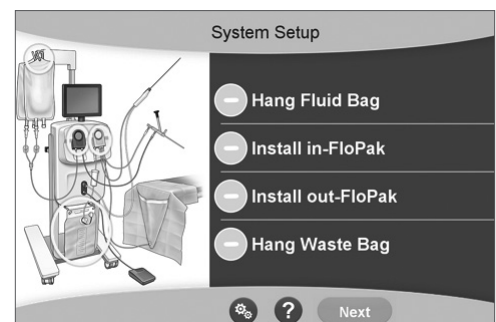 System Setup
Hang Fluid Bag
Install in-FloPak
Install out-FloPak
Hang Waste Bag
?
Next